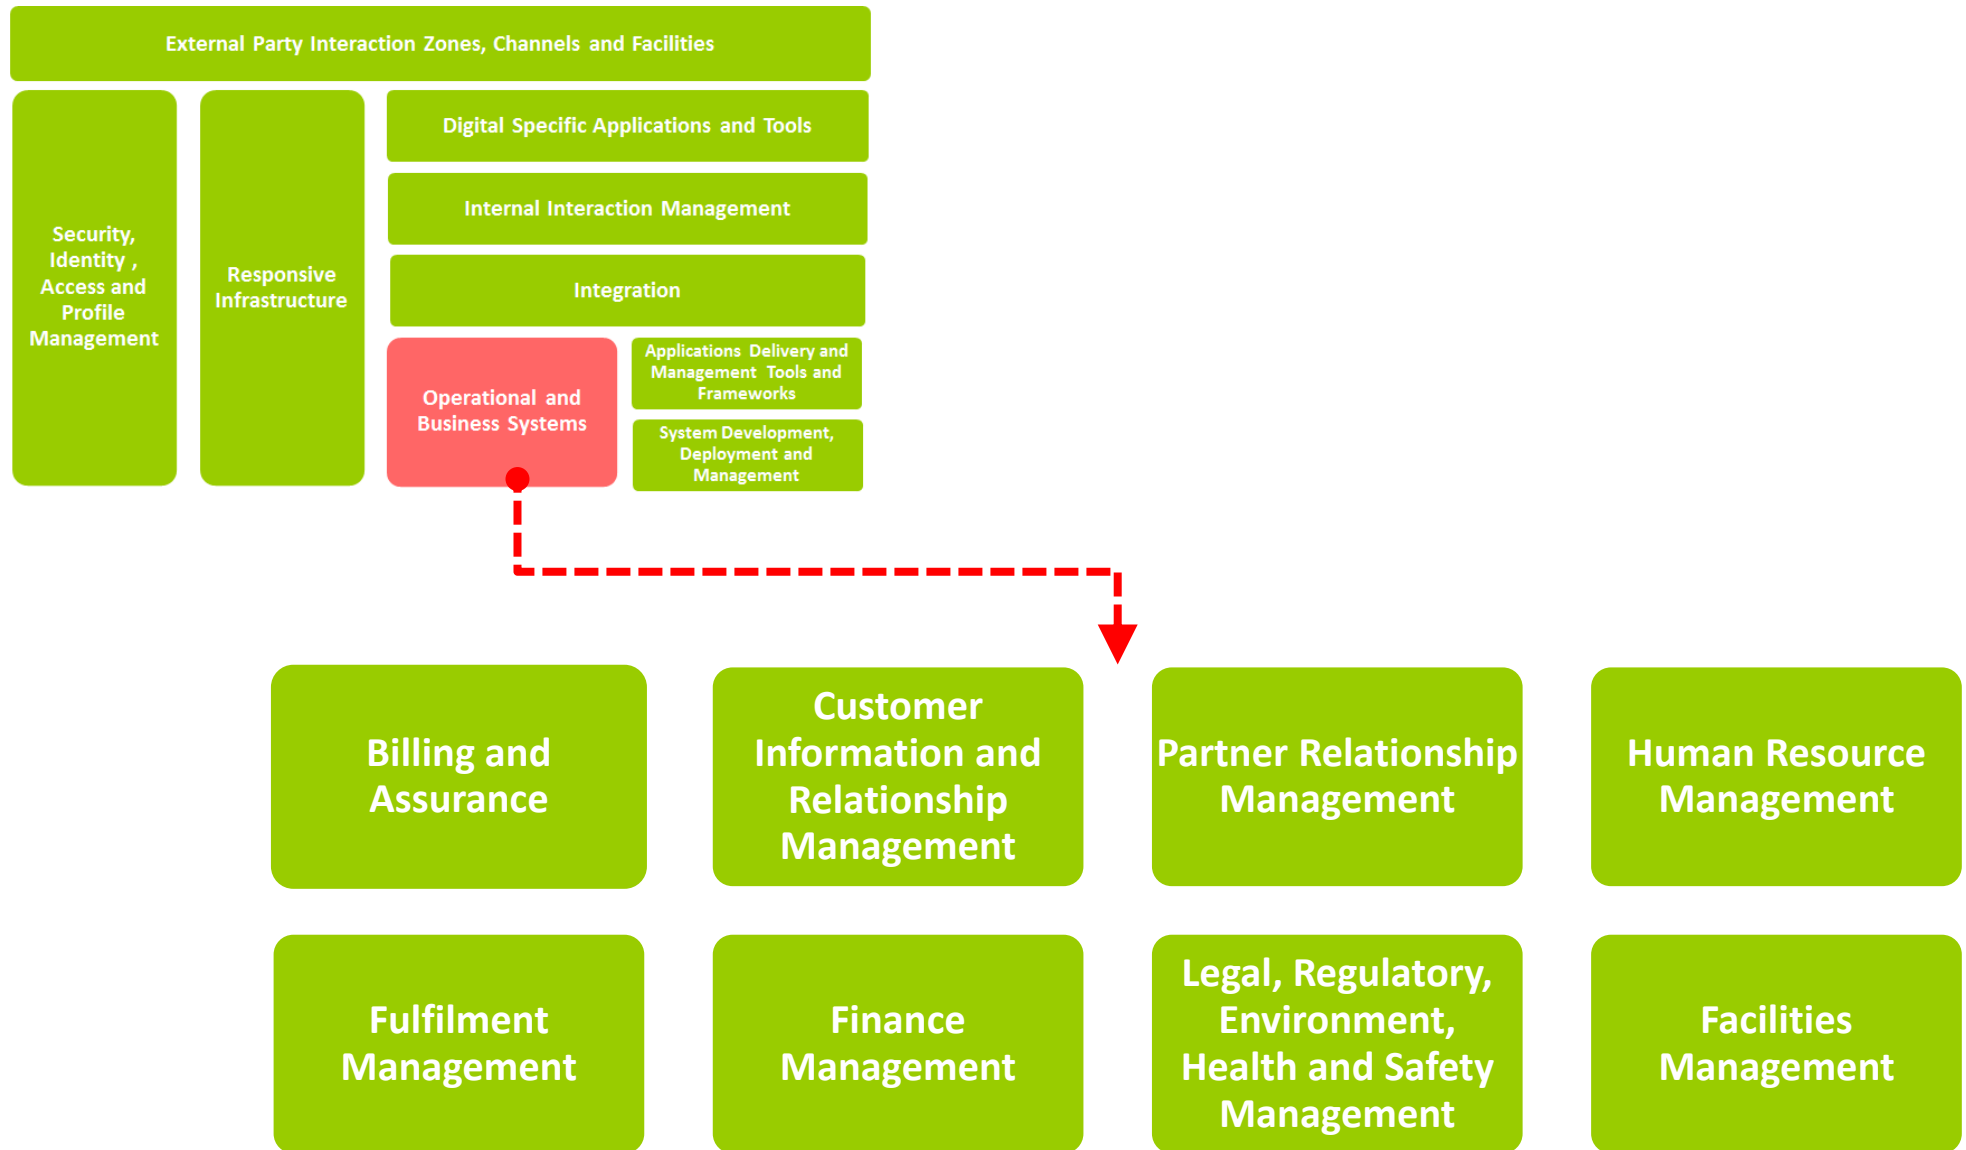 External Party Interaction Zones, Channels and Facilities
Security,
Identity ,
Access and
Profile
Management
Responsive
Infrastructure
Digital Specific Applications and Tools
Internal Interaction Management
Integration
Operational and
Business Systems
Applications Delivery and
Management Tools and
Frameworks
System Development,
Deployment and
Management
Billing and
Assurance
Customer
Information and
Relationship
Management
Partner Relationship
Management
Human Resource
Management
Fulfilment
Management
Finance
Management
Legal, Regulatory,
Environment,
Health and Safety
Management
Facilities
Management